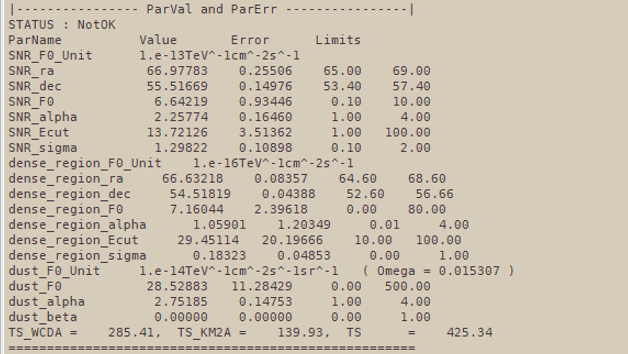 |---------------- ParVal and ParErr ----------------|
STATUS : NotOK
ParName Value Error Limits
SNR_F0_Unit 1.e-13TeV^-1cm^-2s^-1
SNR_ra 66.97783 0.25506 65.00 69.00
SNR_dec 55.51669 0.14976 53.40 57.40
SNR_F0 6.64219 0.93446 0.10 10.00
SNR_alpha 2.25774 0.16460 1.00 4.00
SNR_Ecut 13.72126 3.51362 1.00 100.00
SNR_sigma 1.29822 0.10898 0.10 2.00
dense_region_F0_Unit 1.e-16TeV^-1cm^-2s^-1
dense_region_ra 66.63218 0.08357 64.60 68.60
dense_region_dec 54.51819 0.04388 52.60 56.66
dense_region_F0 7.16044 2.39618 0.00 80.00
dense_region_alpha 1.05901 1.20349 0.01 4.00
dense_region_Ecut 29.45114 20.19666 10.00 100.00
dense_region_sigma 0.18323 0.04853 0.00 1.00
dust_F0_Unit 1.e-14TeV^-1cm^-2s^-1sr^-1 ( Omega = 0.015307 )
dust_F0 28.52883 11.28429 0.00 500.00
dust_alpha 2.75185 0.14753 1.00 4.00
dust_beta 0.00000 0.00000 0.00 1.00
TS_WCDA = 285.41, TS_KM2A = 139.93, TS = 425.34
=====================================================